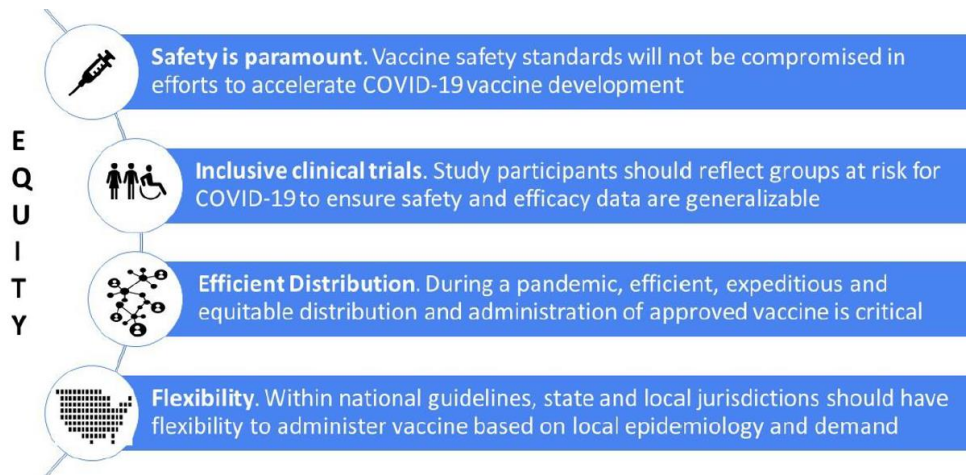 EQUITY
Safety is paramount. Vaccine safety standards will not be compromised in
efforts to accelerate COVID-19 vaccine development
Inclusive clinical trials. Study participants should reflect groups at risk for
COVID-19 to ensure safety and efficacy data are generalizable
Efficient Distribution. During a pandemic, efficient, expeditious and
equitable distribution and administration of approved vaccine is critical
Flexibility. Within national guidelines, state and local jurisdictions should have
flexibility to administer vaccine based on local epidemiology and demand